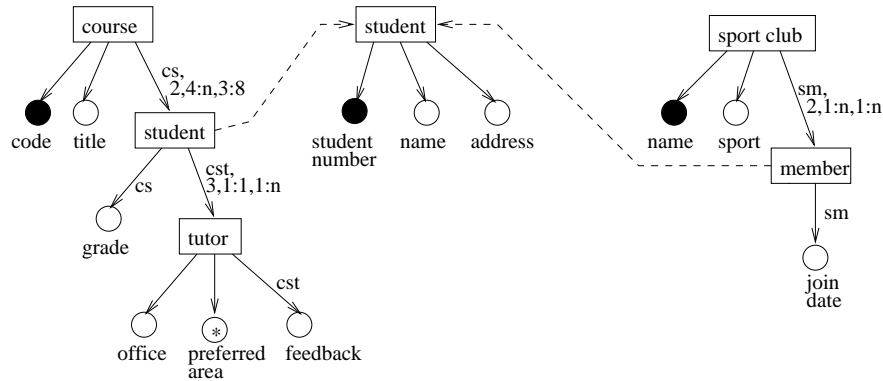 course
code
title
cs,
2,4:n,3:8
student
cs
grade
cst,
3,1:1,1:n
tutor
office
*
preferred
area
cst
feedback
student
student
number
name
address
sport club
name
sport
sm,
2,1:n,1:n
member
sm
join
date